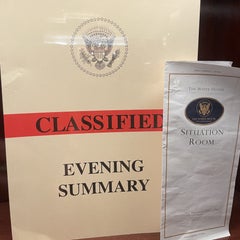 CLASSIFIED
EVENING
SUMMARY
THE WHITE HOUSE
SITUATION
ROOM